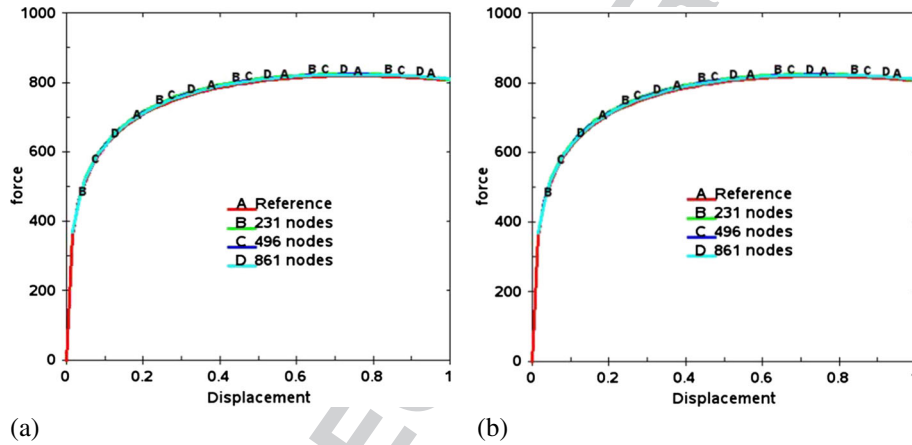 1000
800
600
400
200
0
force
B C D A B C D A B C D A B C D A B C D A
A Reference
B 231 nodes
C 496 nodes
D 861 nodes
0 0.2 0.4 0.6 0.8 1
Displacement
(a)
1000
800
600
400
200
0
force
B C D A B C D A B C D A B C D A B C D A
A Reference
B 231 nodes
C 496 nodes
D 861 nodes
0 0.2 0.4 0.6 0.8 1
Displacement
(b)